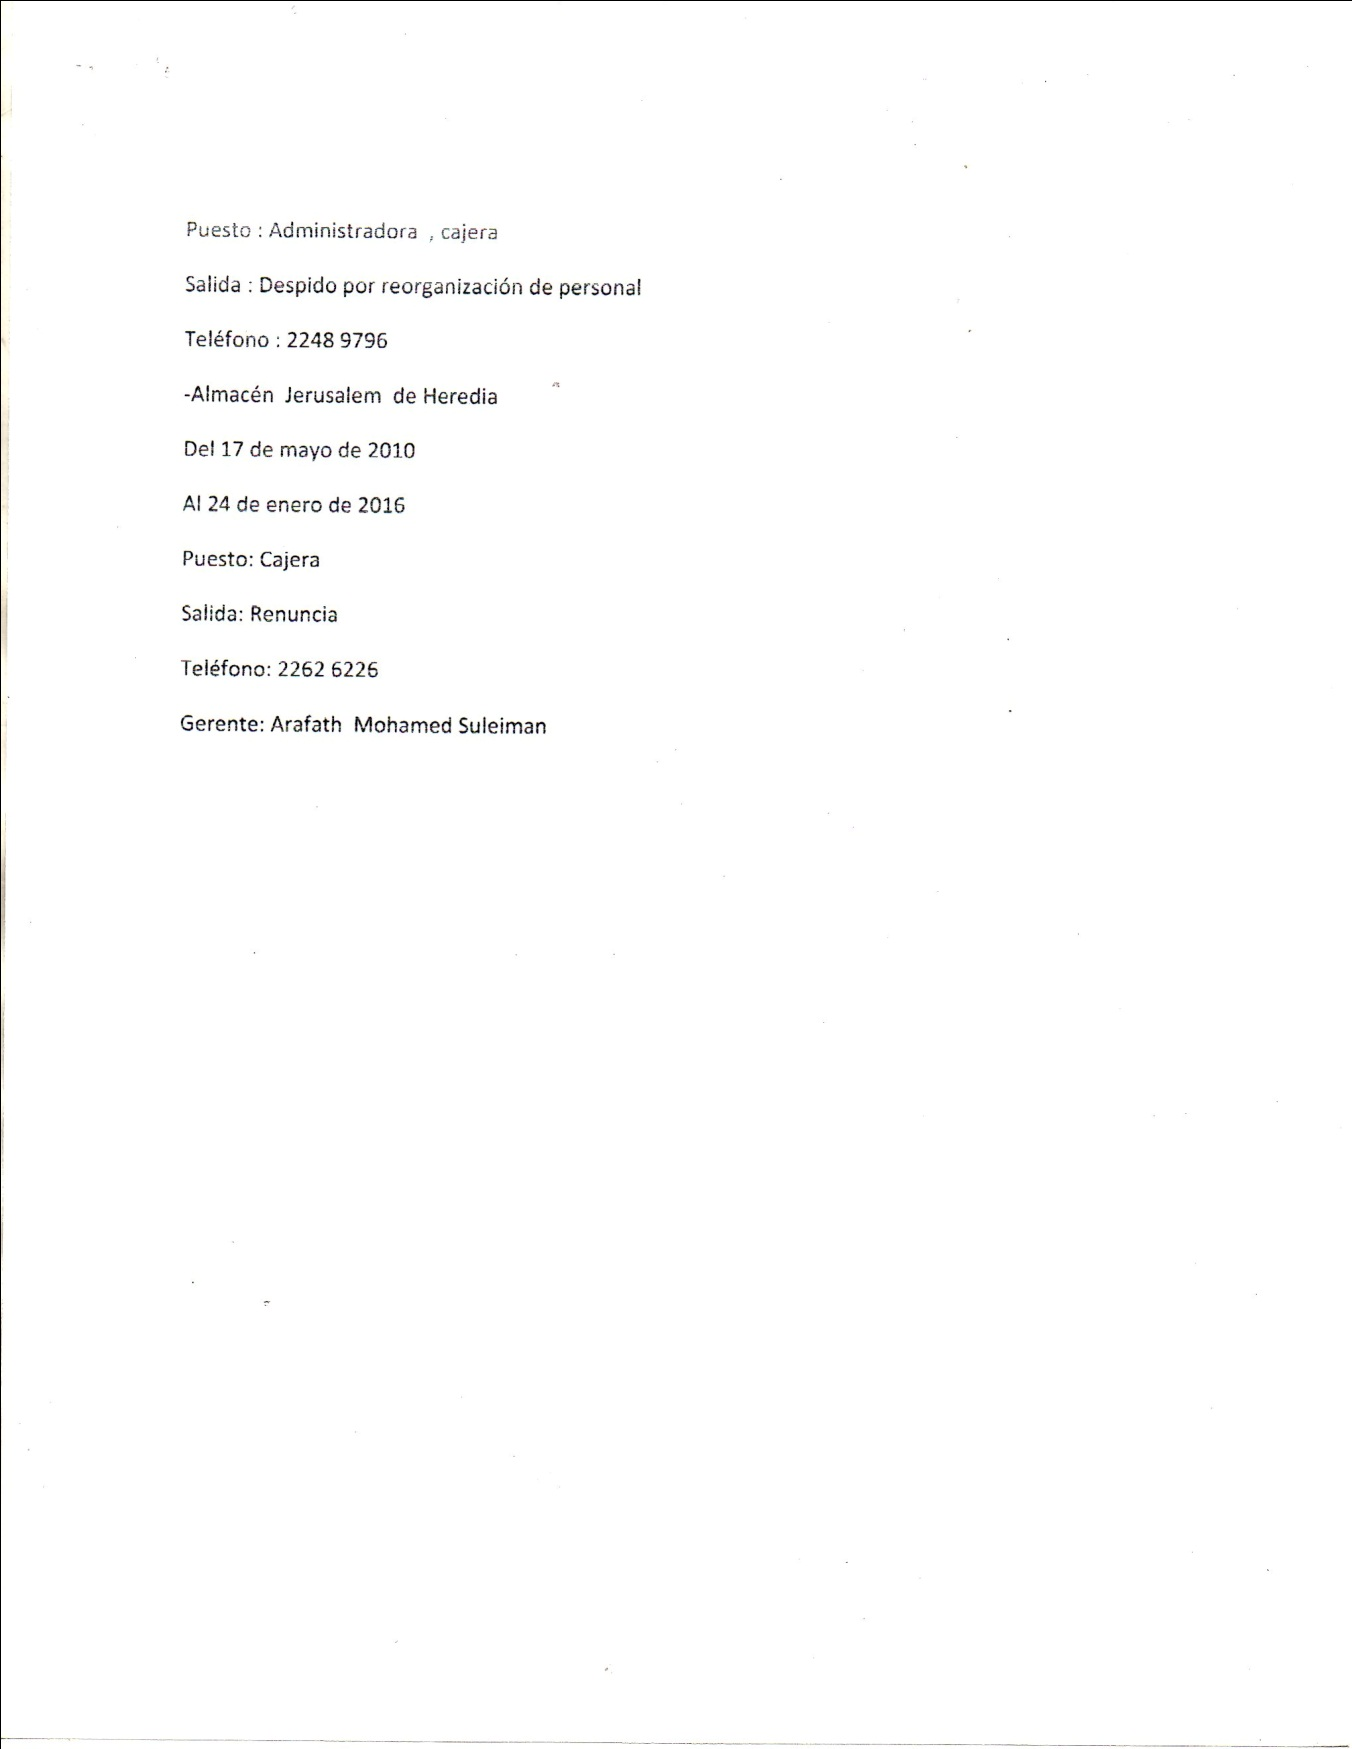 Puesto : Administradora , cajera
Salida : Despido por reorganización de personal
Teléfono : 2248 9796
-Almacén Jerusalem de Heredia
Del 17 de mayo de 2010
Al 24 de enero de 2016
Puesto: Cajera
Salida: Renuncia
Teléfono: 2262 6226
Gerente: Arafath Mohamed Suleiman